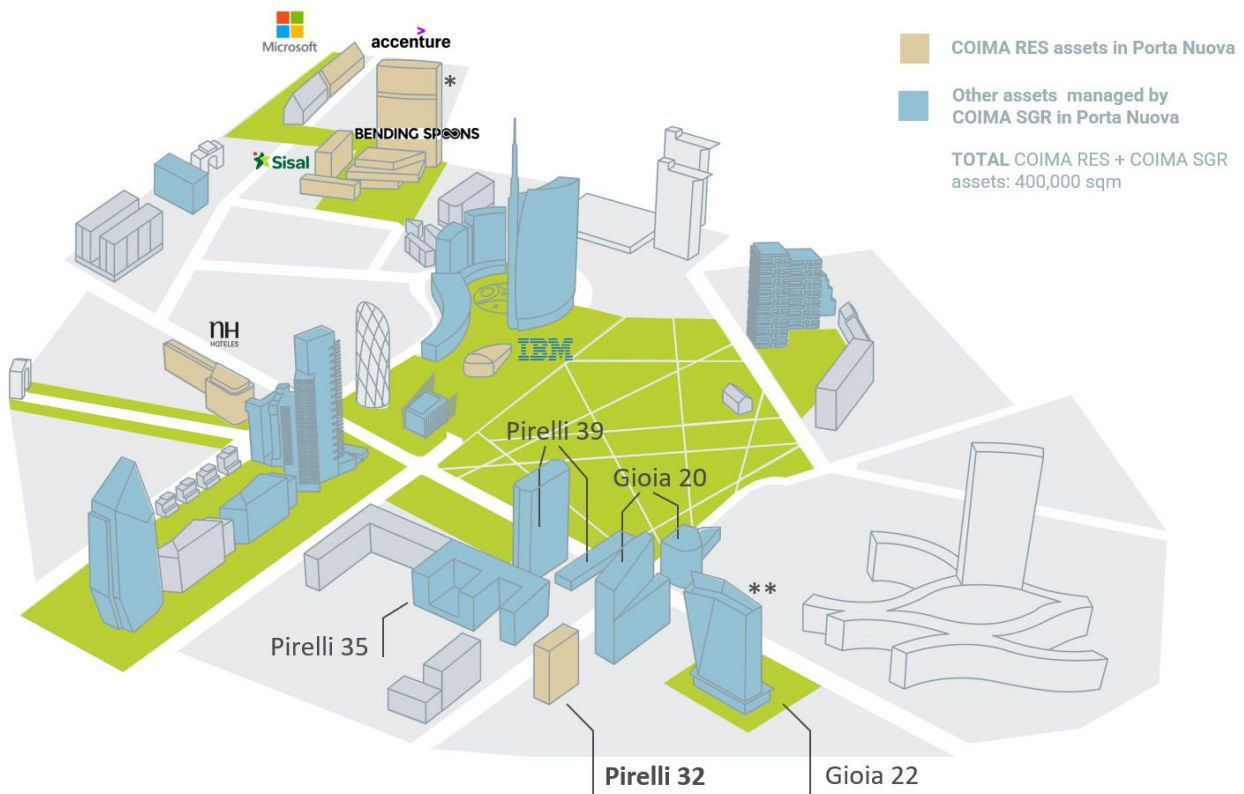 Microsoft
accenture
*
BENDING SPOONS
Sisal
COIMA RES assets in Porta Nuova
Other assets managed by
COIMA SGR in Porta Nuova
TOTAL COIMA RES + COIMA SGR
assets: 400,000 sqm
nH
HOTELES
IBM
Pirelli 39
Gioia 20
**
Pirelli 35
Pirelli 32
Gioia 22